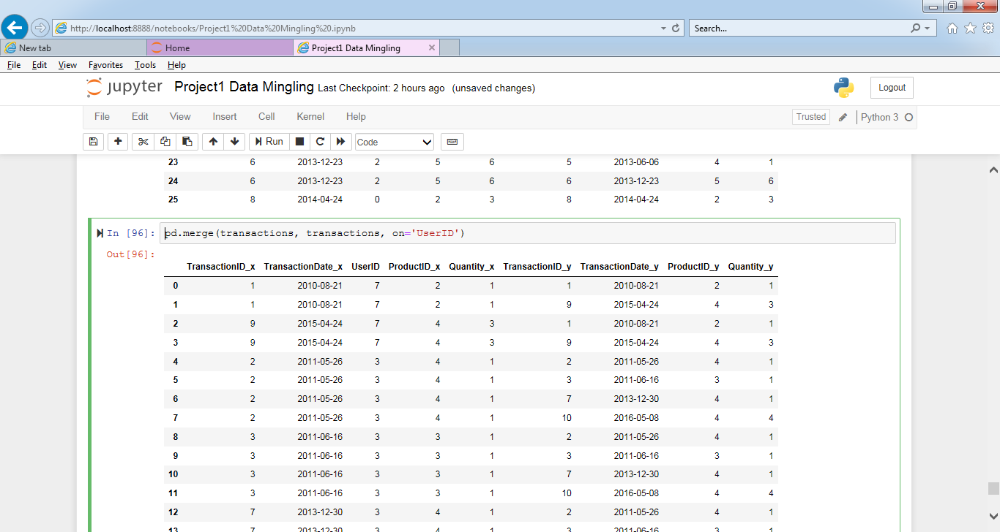 http://localhost:8888/notebooks/Project1%20Data%20Mingling%20.ipynb Search...
New tab Home Project1 Data Mingling
File Edit View Favorites Tools Help
jupyter Project1 Data Mingling Last Checkpoint: 2 hours ago (unsaved changes) Logout
File Edit View Insert Cell Kernel Help Trusted Python 3
Run Code
23 6 2013-12-23 2 5 6 5 2013-06-06 4 1
24 6 2013-12-23 2 5 6 6 2013-12-23 5 6
25 8 2014-04-24 0 2 3 8 2014-04-24 2 3
In [96]: pd.merge(transactions, transactions, on='UserID')
Out[96]:
TransactionID_x TransactionDate_x UserID ProductID_x Quantity_x TransactionID_y TransactionDate_y ProductID_y Quantity_y
0 1 2010-08-21 7 2 1 1 2010-08-21 2 1
1 1 2010-08-21 7 2 1 9 2015-04-24 4 3
2 9 2015-04-24 7 4 3 1 2010-08-21 2 1
3 9 2015-04-24 7 4 3 9 2015-04-24 4 3
4 2 2011-05-26 3 4 1 2 2011-05-26 4 1
5 2 2011-05-26 3 4 1 3 2011-06-16 3 1
6 2 2011-05-26 3 4 1 7 2013-12-30 4 1
7 2 2011-05-26 3 4 1 10 2016-05-08 4 4
8 3 2011-06-16 3 3 1 2 2011-05-26 4 1
9 3 2011-06-16 3 3 1 3 2011-06-16 3 1
10 3 2011-06-16 3 3 1 7 2013-12-30 4 1
11 3 2011-06-16 3 3 1 10 2016-05-08 4 4
12 7 2013-12-30 3 4 1 2 2011-05-26 4 1
13 7 2013-12-30 3 4 1 3 2011-06-16 3 1